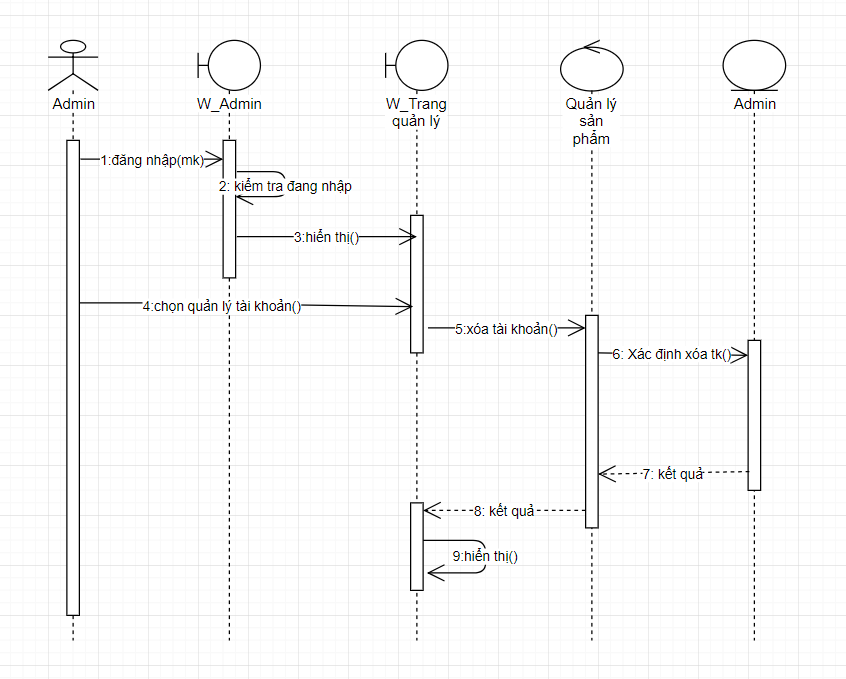 Admin
W_Admin
W_Trang
quản lý
Quản lý
sản
phẩm
Admin
1:đăng nhập(mk)
2: kiểm tra đang nhập
3:hiển thị()
4:chọn quản lý tài khoản()
5:xóa tài khoản()
6: Xác định xóa tk()
7: kết quả
8: kết quả
9:hiển thị()